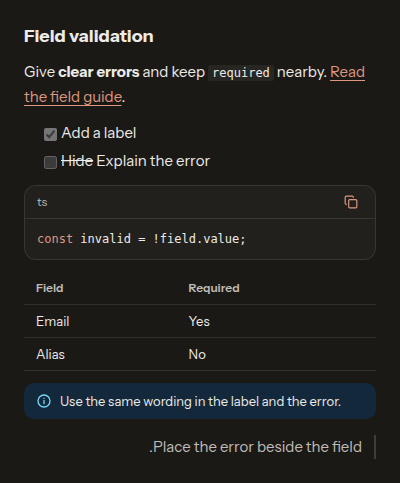 Field validation
Give clear errors and keep required nearby. Read
the field guide.
Add a label
Hide Explain the error
ts
const invalid = !field.value;
Field Required
Email Yes
Alias No
Use the same wording in the label and the error.
.Place the error beside the field